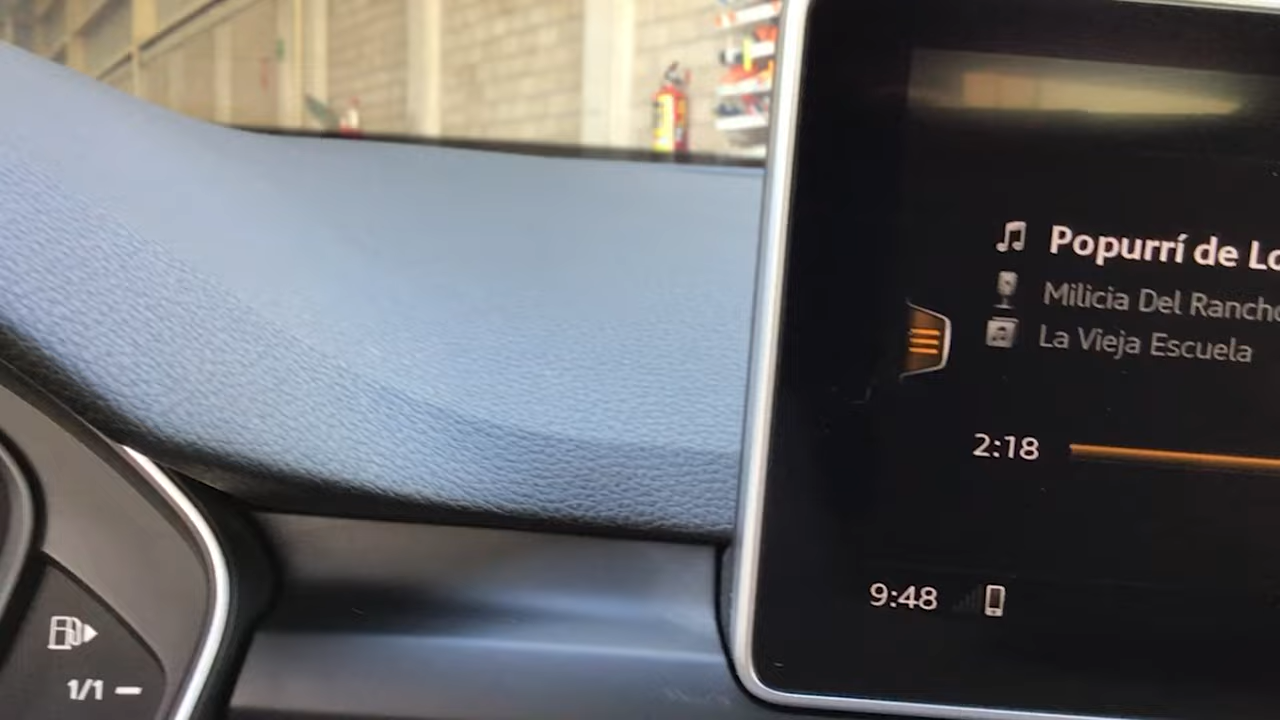 Popurrí de Lo
Milicia Del Rancho
La Vieja Escuela
2:18
9:48
1/1